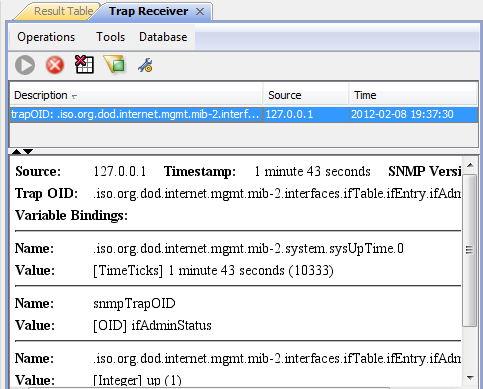 Result Table Trap Receiver
Operations Tools Database
Description Source Time
trapOID: .iso.org.dod.internet.mgmt.mib-2.interf... 127.0.0.1 2012-02-08 19:37:30
Source: 127.0.0.1 Timestamp: 1 minute 43 seconds SNMP Versi
Trap OID: .iso.org.dod.internet.mgmt.mib-2.interfaces.ifTable.ifEntry.ifAdm
Variable Bindings:
Name: .iso.org.dod.internet.mgmt.mib-2.system.sysUpTime.0
Value: [TimeTicks] 1 minute 43 seconds (10333)
Name: snmpTrapOID
Value: [OID] ifAdminStatus
Name: .iso.org.dod.internet.mgmt.mib-2.interfaces.ifTable.ifEntry.ifAdm
Value: [Integer] up (1)